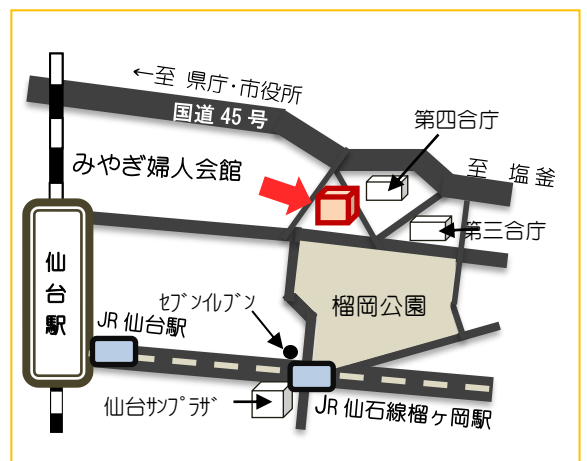 ←至 県庁･市役所
国道 45 号
第四合庁
みやぎ婦人会館
至 塩釜
第三合庁
仙台駅
榴岡公園
ｾﾌﾞﾝｲﾚﾌﾞﾝ
JR 仙台駅
仙台ｻﾝﾌﾟﾗｻﾞ
JR 仙石線榴ヶ岡駅